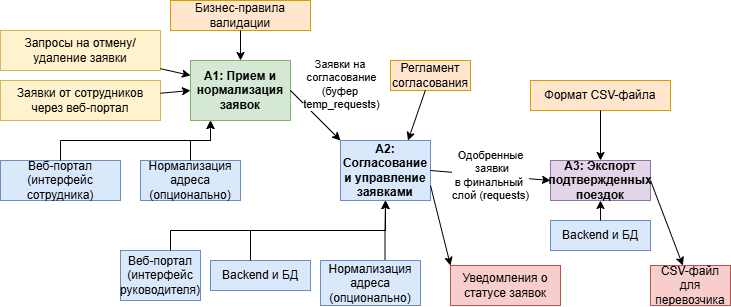 Бизнес-правила
валидации
Запросы на отмену/
удаление заявки
Заявки от сотрудников
через веб-портал
A1: Прием и
нормализация
заявок
Заявки на
согласование
(буфер
temp_requests)
Регламент
согласования
Формат CSV-файла
Веб-портал
(интерфейс
сотрудника)
Нормализация
адреса
(опционально)
A2:
Согласование
и управление
заявками
Одобренные
заявки
в финальный
слой (requests)
A3: Экспорт
подтвержденных
поездок
Backend и БД
Веб-портал
(интерфейс
руководителя)
Backend и БД
Нормализация
адреса
(опционально)
Уведомления о
статусе заявок
CSV-файл
для
перевозчика